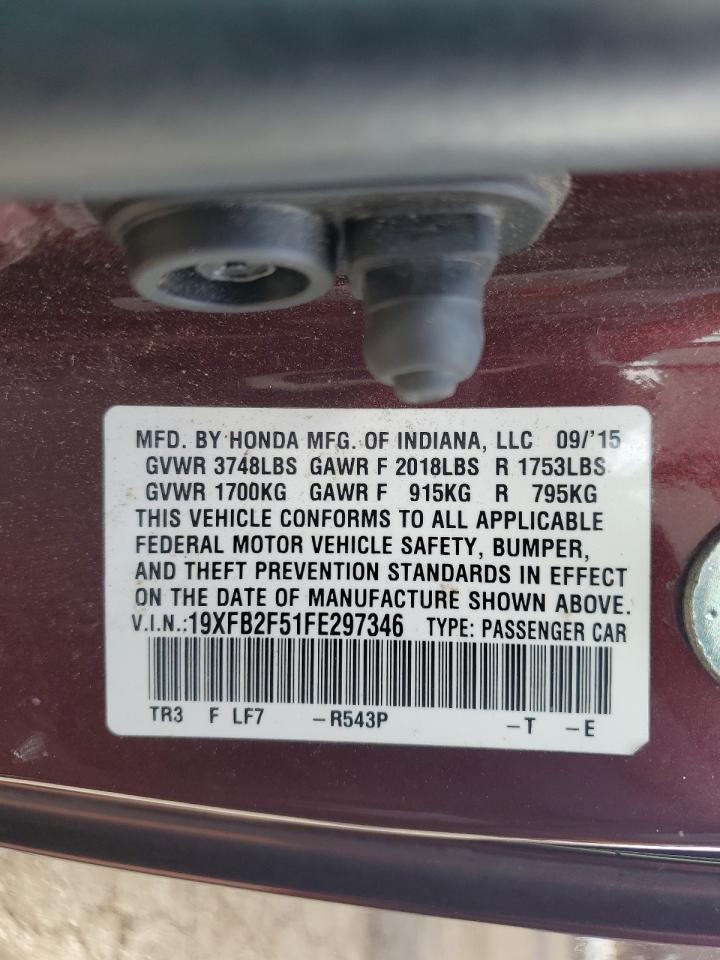 MFD. BY HONDA MFG. OF INDIANA, LLC 09/'15
GVWR 3748LBS GAWR F 2018LBS R 1753LBS
GVWR 1700KG GAWR F 915KG R 795KG
THIS VEHICLE CONFORMS TO ALL APPLICABLE
FEDERAL MOTOR VEHICLE SAFETY, BUMPER,
AND THEFT PREVENTION STANDARDS IN EFFECT
ON THE DATE OF MANUFACTURE SHOWN ABOVE.
V.I.N.:19XFB2F51FE297346 TYPE: PASSENGER CAR
TR3 F LF7 -R543P -T -E